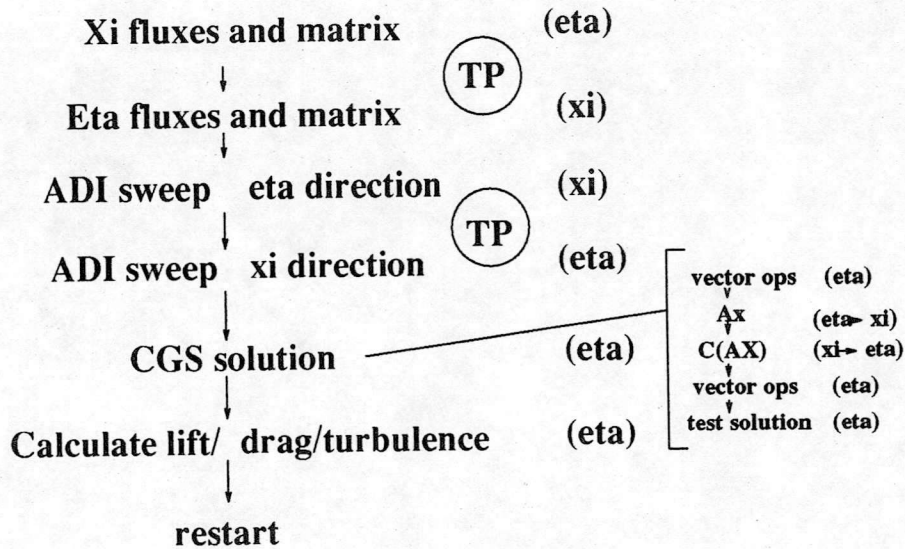 Xi fluxes and matrix (eta)
TP
Eta fluxes and matrix (xi)
ADI sweep eta direction (xi)
TP
ADI sweep xi direction (eta)
CGS solution (eta)
Calculate lift/ drag/turbulence (eta)
restart
vector ops (eta)
Ax (eta→ xi)
C(AX) (xi→ eta)
vector ops (eta)
test solution (eta)